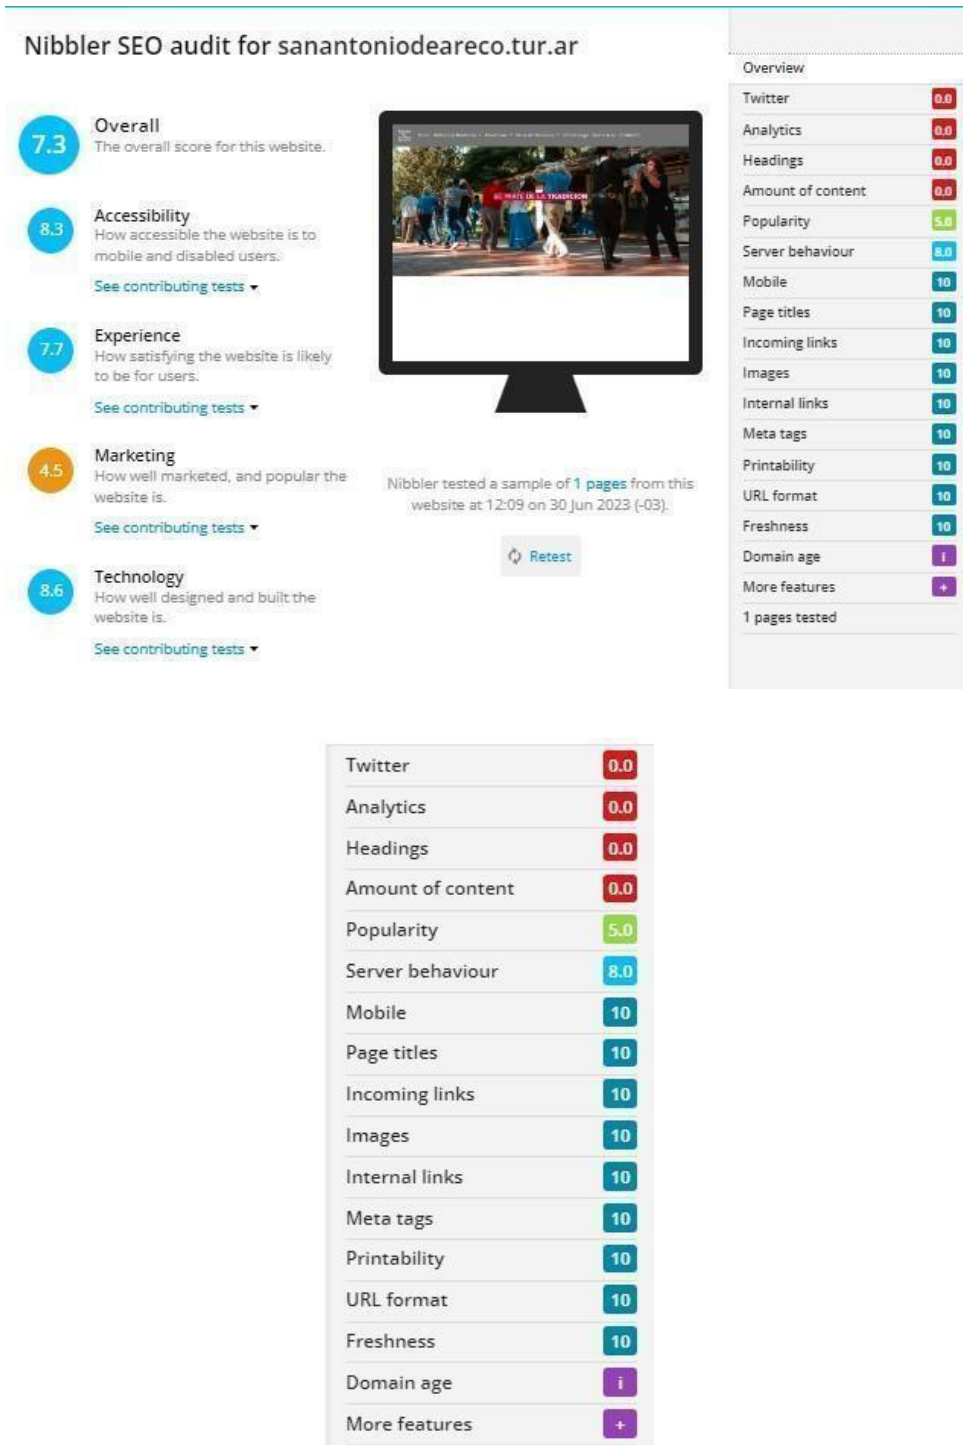 Nibbler SEO audit for sanantoniodeareco.tur.ar
7.3
Overall
The overall score for this website.
8.3
Accessibility
How accessible the website is to
mobile and disabled users.
See contributing tests
7.7
Experience
How satisfying the website is likely
to be for users.
See contributing tests
4.5
Marketing
How well marketed, and popular the
website is.
See contributing tests
8.6
Technology
How well designed and built the
website is.
See contributing tests
SÉ PARTE DE LA TRADICIÓN
Nibbler tested a sample of 1 pages from this
website at 12:09 on 30 Jun 2023 (-03).
Retest
Overview
Twitter 0.0
Analytics 0.0
Headings 0.0
Amount of content 0.0
Popularity 5.0
Server behaviour 8.0
Mobile 10
Page titles 10
Incoming links 10
Images 10
Internal links 10
Meta tags 10
Printability 10
URL format 10
Freshness 10
Domain age i
More features +
1 pages tested
Twitter 0.0
Analytics 0.0
Headings 0.0
Amount of content 0.0
Popularity 5.0
Server behaviour 8.0
Mobile 10
Page titles 10
Incoming links 10
Images 10
Internal links 10
Meta tags 10
Printability 10
URL format 10
Freshness 10
Domain age i
More features +